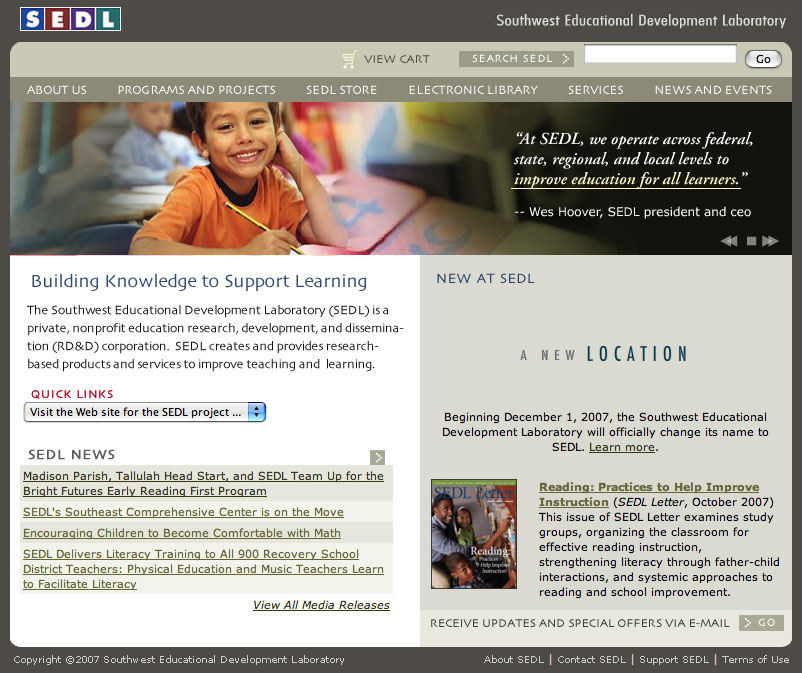 SEDL
Southwest Educational Development Laboratory
VIEW CART
SEARCH SEDL
Go
ABOUT US
PROGRAMS AND PROJECTS
SEDL STORE
ELECTRONIC LIBRARY
SERVICES
NEWS AND EVENTS
“At SEDL, we operate across federal,
state, regional, and local levels to
improve education for all learners.”
-- Wes Hoover, SEDL president and ceo
Building Knowledge to Support Learning
The Southwest Educational Development Laboratory (SEDL) is a
private, nonprofit education research, development, and dissemina-
tion (RD&D) corporation. SEDL creates and provides research-
based products and services to improve teaching and learning.
QUICK LINKS
Visit the Web site for the SEDL project ...
SEDL NEWS
Madison Parish, Tallulah Head Start, and SEDL Team Up for the
Bright Futures Early Reading First Program
SEDL's Southeast Comprehensive Center is on the Move
Encouraging Children to Become Comfortable with Math
SEDL Delivers Literacy Training to All 900 Recovery School
District Teachers: Physical Education and Music Teachers Learn
to Facilitate Literacy
View All Media Releases
NEW AT SEDL
A NEW LOCATION
Beginning December 1, 2007, the Southwest Educational
Development Laboratory will officially change its name to
SEDL. Learn more.
SEDL Letter
Reading:
Practices to
Help Improve
Instruction
Reading: Practices to Help Improve
Instruction (SEDL Letter, October 2007)
This issue of SEDL Letter examines study
groups, organizing the classroom for
effective reading instruction,
strengthening literacy through father-child
interactions, and systemic approaches to
reading and school improvement.
RECEIVE UPDATES AND SPECIAL OFFERS VIA E-MAIL
GO
Copyright ©2007 Southwest Educational Development Laboratory
About SEDL | Contact SEDL | Support SEDL | Terms of Use